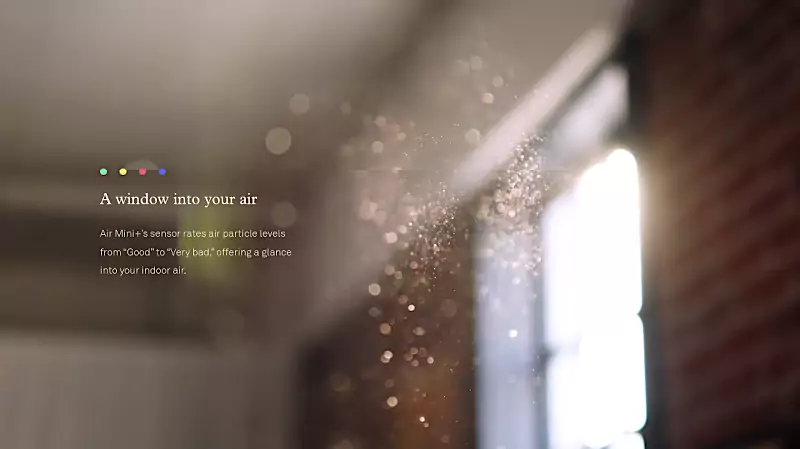 A window into your air
Air Mini+'s sensor rates air particle levels
from "Good" to "Very bad," offering a glance
into your indoor air.